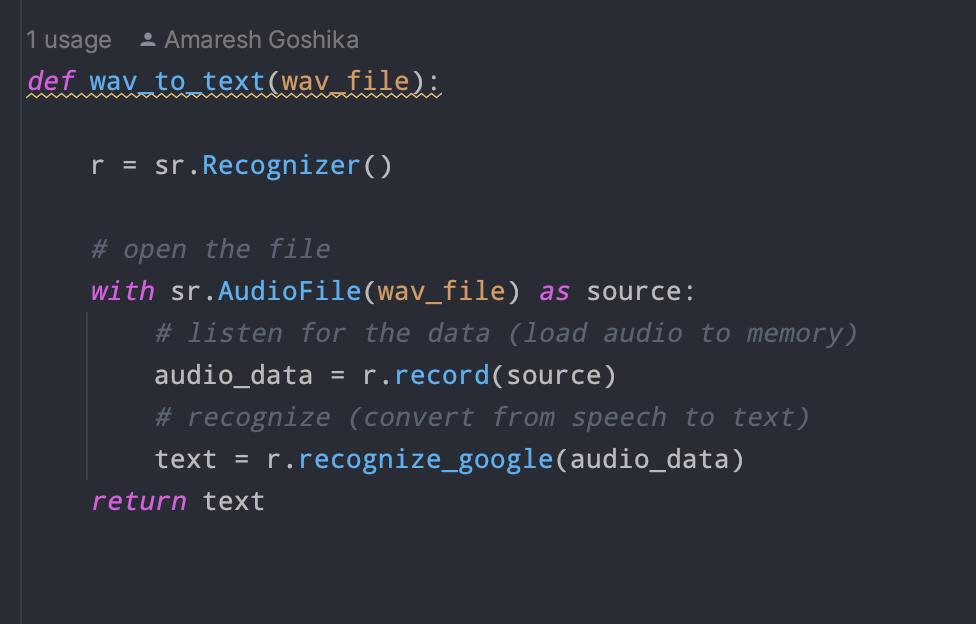 1 usage Amaresh Goshika
def wav_to_text(wav_file):
r = sr.Recognizer()
# open the file
with sr.AudioFile(wav_file) as source:
# listen for the data (load audio to memory)
audio_data = r.record(source)
# recognize (convert from speech to text)
text = r.recognize_google(audio_data)
return text